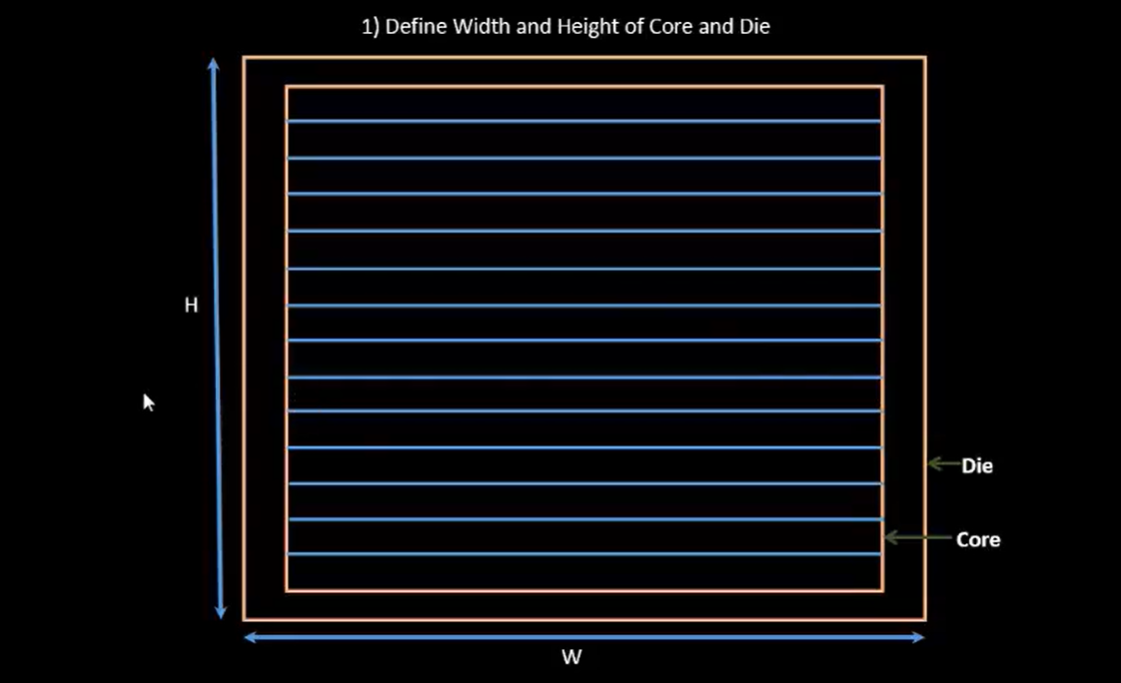 1) Define Width and Height of Core and Die
H
Die
Core
W